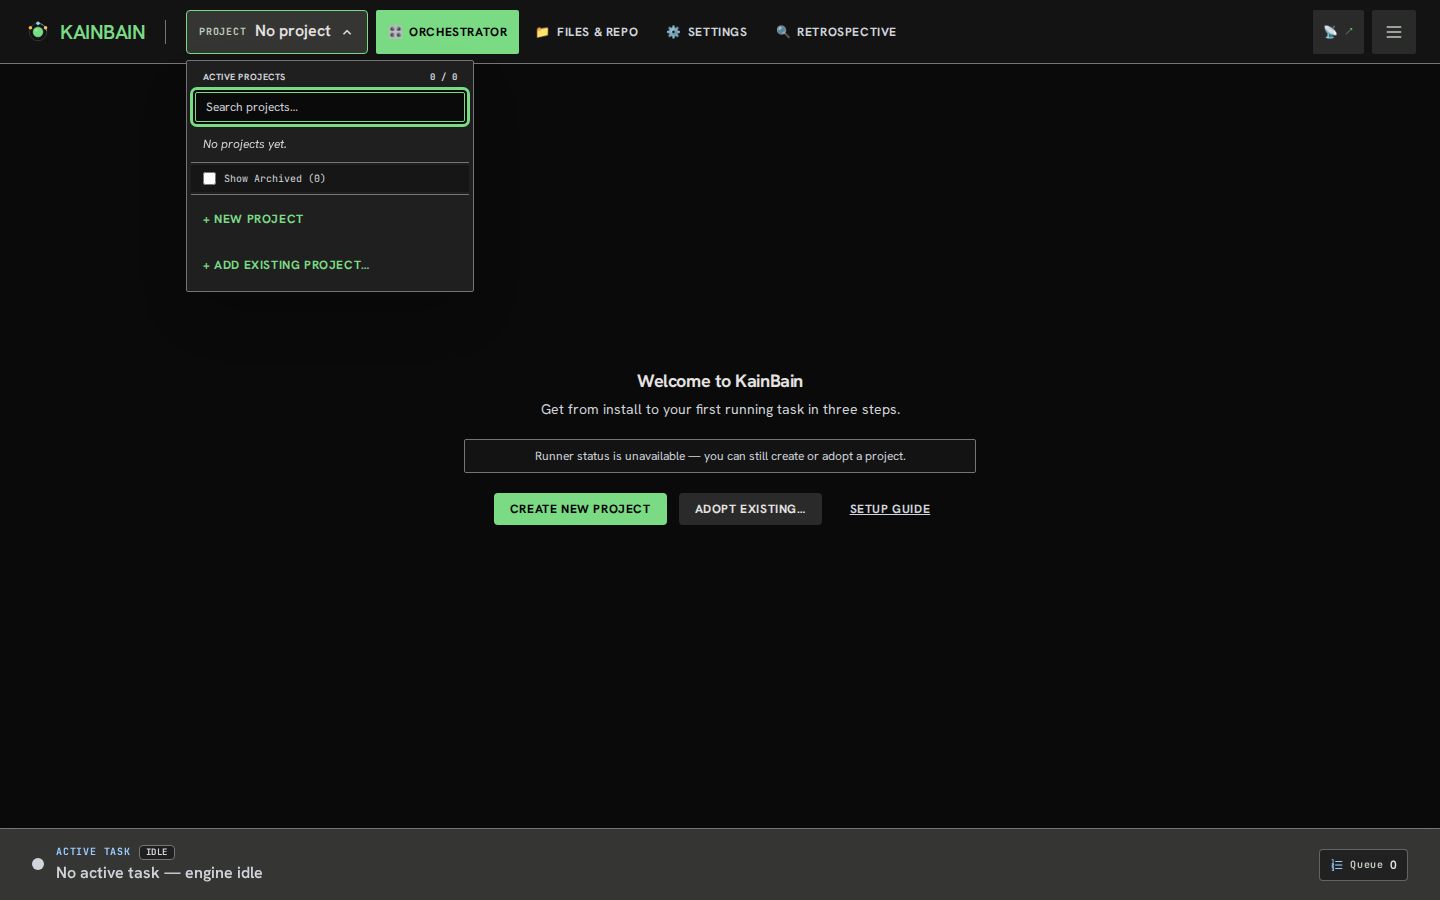 KAINBAIN
PROJECT No project
ORCHESTRATOR
FILES & REPO
SETTINGS
RETROSPECTIVE
ACTIVE PROJECTS 0 / 0
Search projects…
No projects yet.
Show Archived (0)
+ NEW PROJECT
+ ADD EXISTING PROJECT…
Welcome to KainBain
Get from install to your first running task in three steps.
Runner status is unavailable — you can still create or adopt a project.
CREATE NEW PROJECT
ADOPT EXISTING…
SETUP GUIDE
ACTIVE TASK IDLE
No active task — engine idle
Queue 0